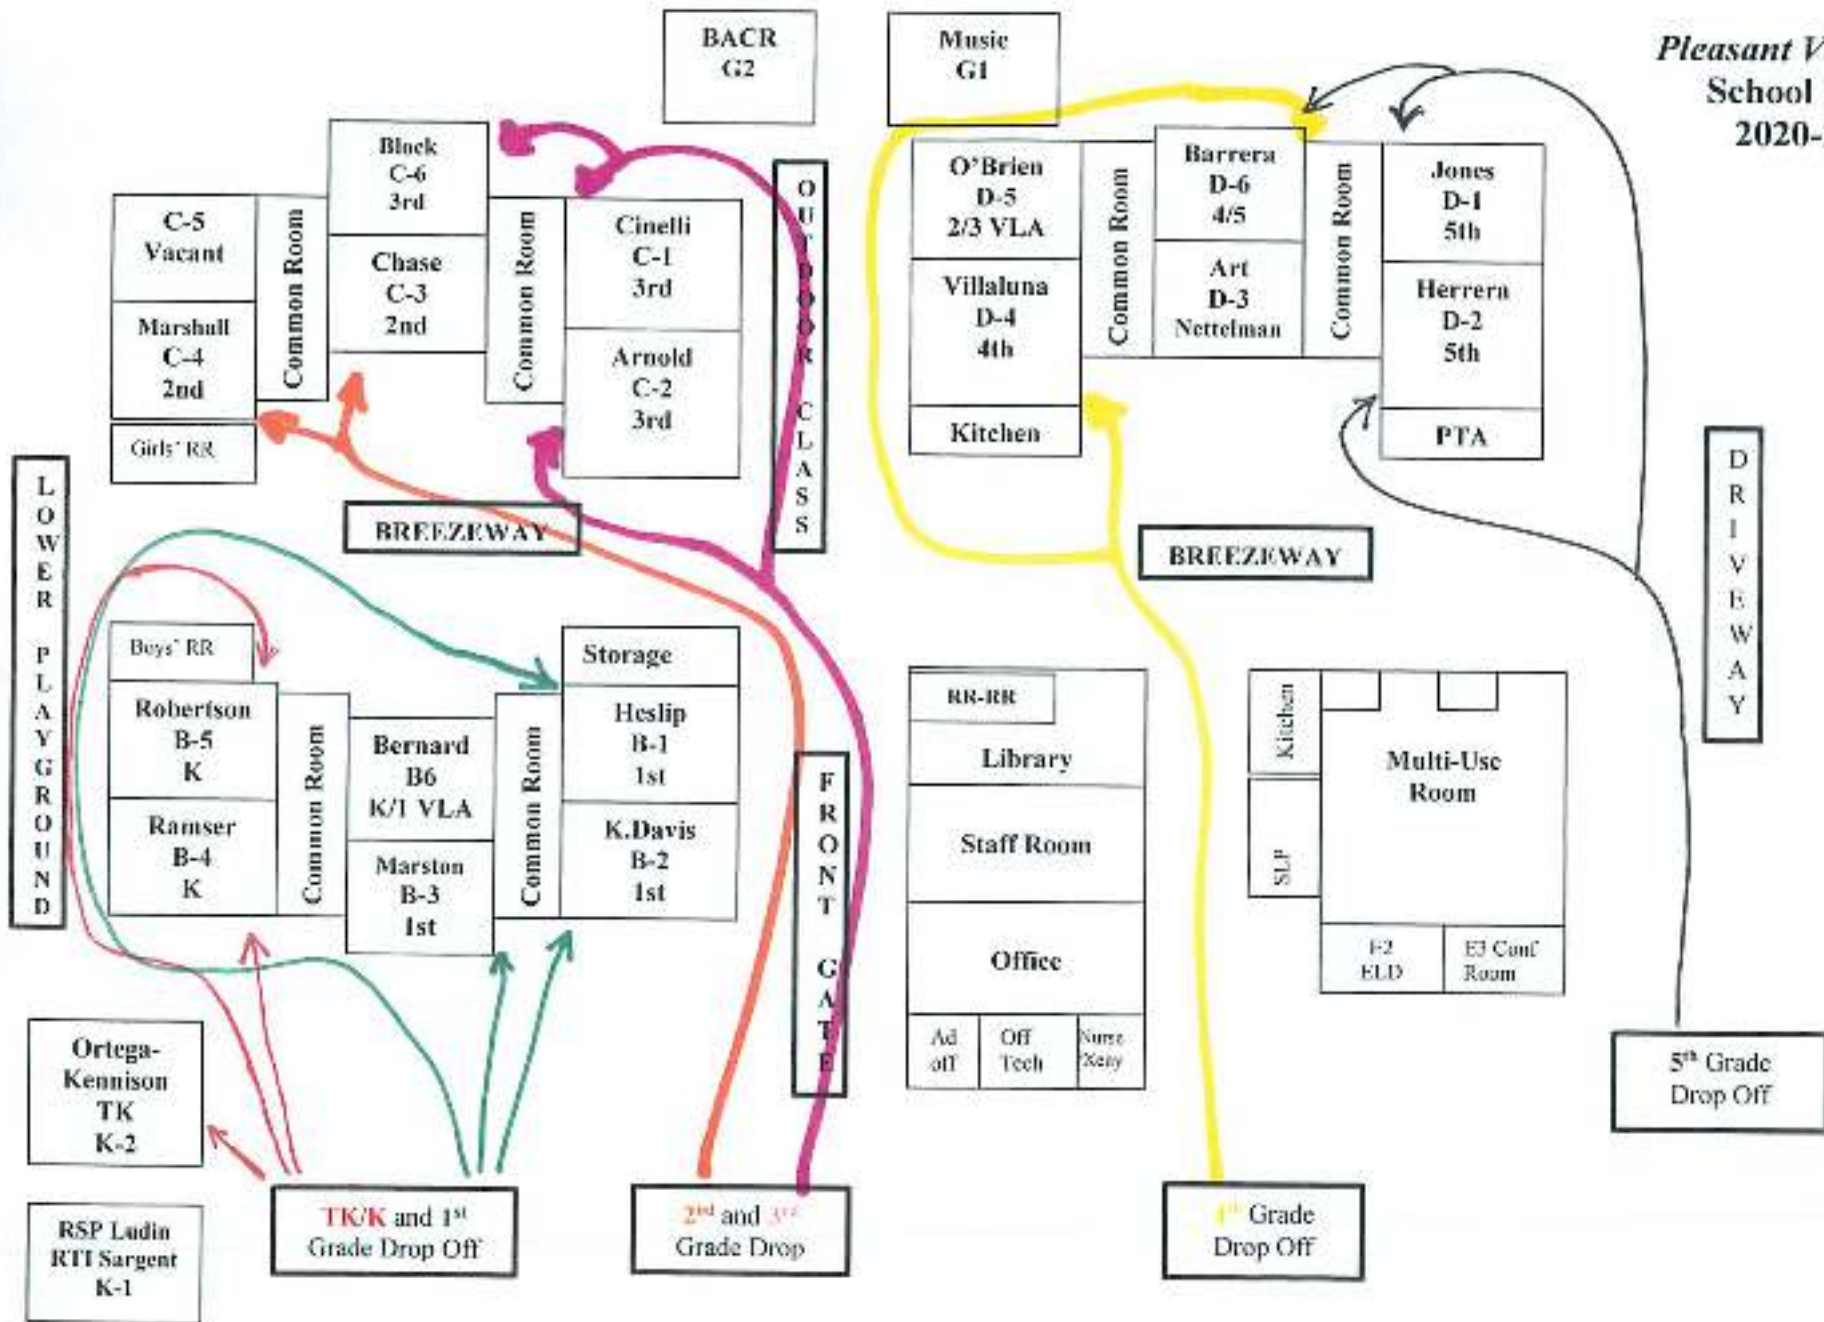 BACR
G2
Music
G1
Pleasant V
School
2020-
Block
C-6
3rd
C-5
Vacant
Common Room
Chase
C-3
2nd
Common Room
Cinelli
C-1
3rd
Marshall
C-4
2nd
Arnold
C-2
3rd
Girls' RR
OUTDOOR CLASS
O'Brien
D-5
2/3 VLA
Common Room
Barrera
D-6
4/5
Common Room
Jones
D-1
5th
Villaluna
D-4
4th
Art
D-3
Nettelman
Herrera
D-2
5th
Kitchen
PTA
LOWER PLAYGROUND
BREEZEWAY
BREEZEWAY
DRIVEWAY
Boys' RR
Storage
Robertson
B-5
K
Common Room
Bernard
B6
K/1 VLA
Common Room
Heslip
B-1
1st
Ramser
B-4
K
Marston
B-3
1st
K.Davis
B-2
1st
FRONT GATE
RR-RR
Library
Staff Room
Office
Ad
off
Off
Tech
Nurse
Kitchen
SLP
Multi-Use
Room
ELD
E3 Conf
Room
Ortega-
Kennison
TK
K-2
RSP Ludin
RTI Sargent
K-1
TK/K and 1st
Grade Drop Off
2nd and 3rd
Grade Drop
4th Grade
Drop Off
5th Grade
Drop Off